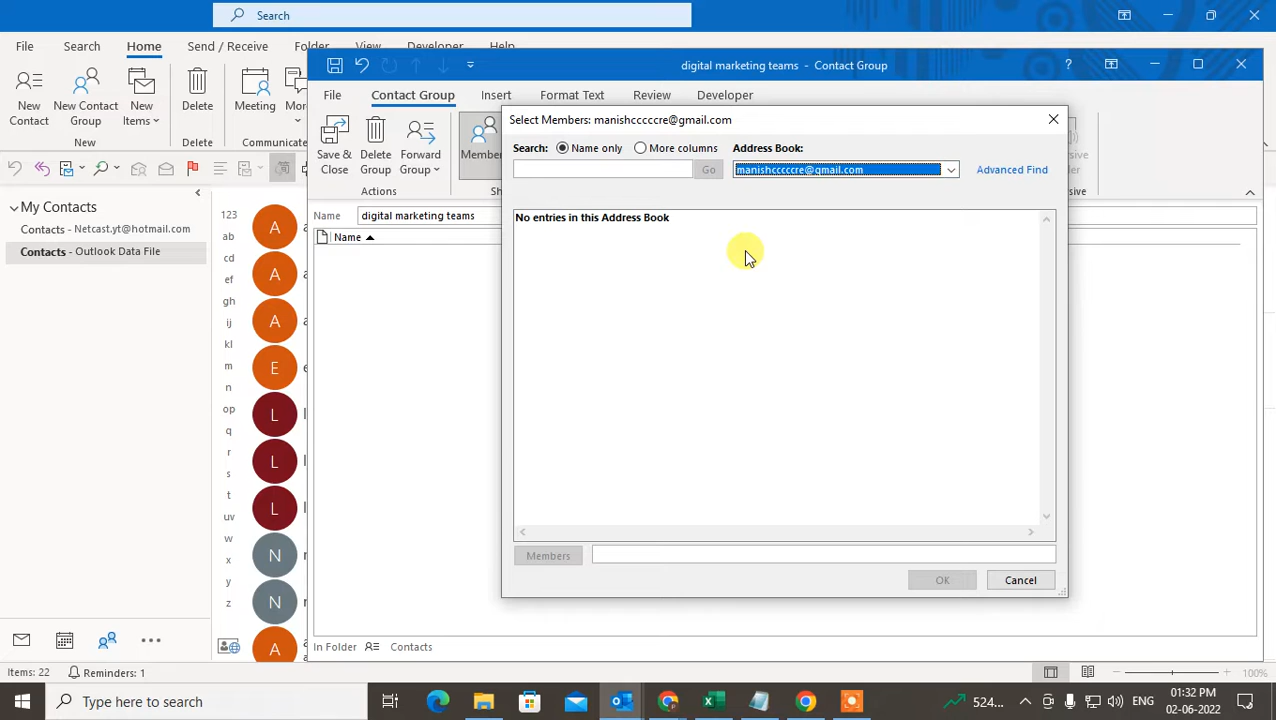 Search
File Search Home Send / Receive Folder View Developer Help
New Contact
New Contact Group
New Items
Delete
Meeting
More
New
Delete
Communicate
My Contacts
Contacts - Netcast.yt@hotmail.com
Contacts - Outlook Data File
123
ab
cd
ef
gh
ij
kl
m
n
op
q
r
s
t
uv
w
x
y
z
A
A
A
E
L
L
L
N
N
A
digital marketing teams - Contact Group
?
File Contact Group Insert Format Text Review Developer
Save & Close
Delete Group
Forward Group
Actions
Name digital marketing teams
Name
Select Members: manishcccccre@gmail.com
Search: Name only More columns Address Book:
Go manishcccccre@gmail.com Advanced Find
No entries in this Address Book
Members
OK Cancel
In Folder Contacts
Items: 22 Reminders: 1 100%
Type here to search
524...
ENG
01:32 PM
02-06-2022